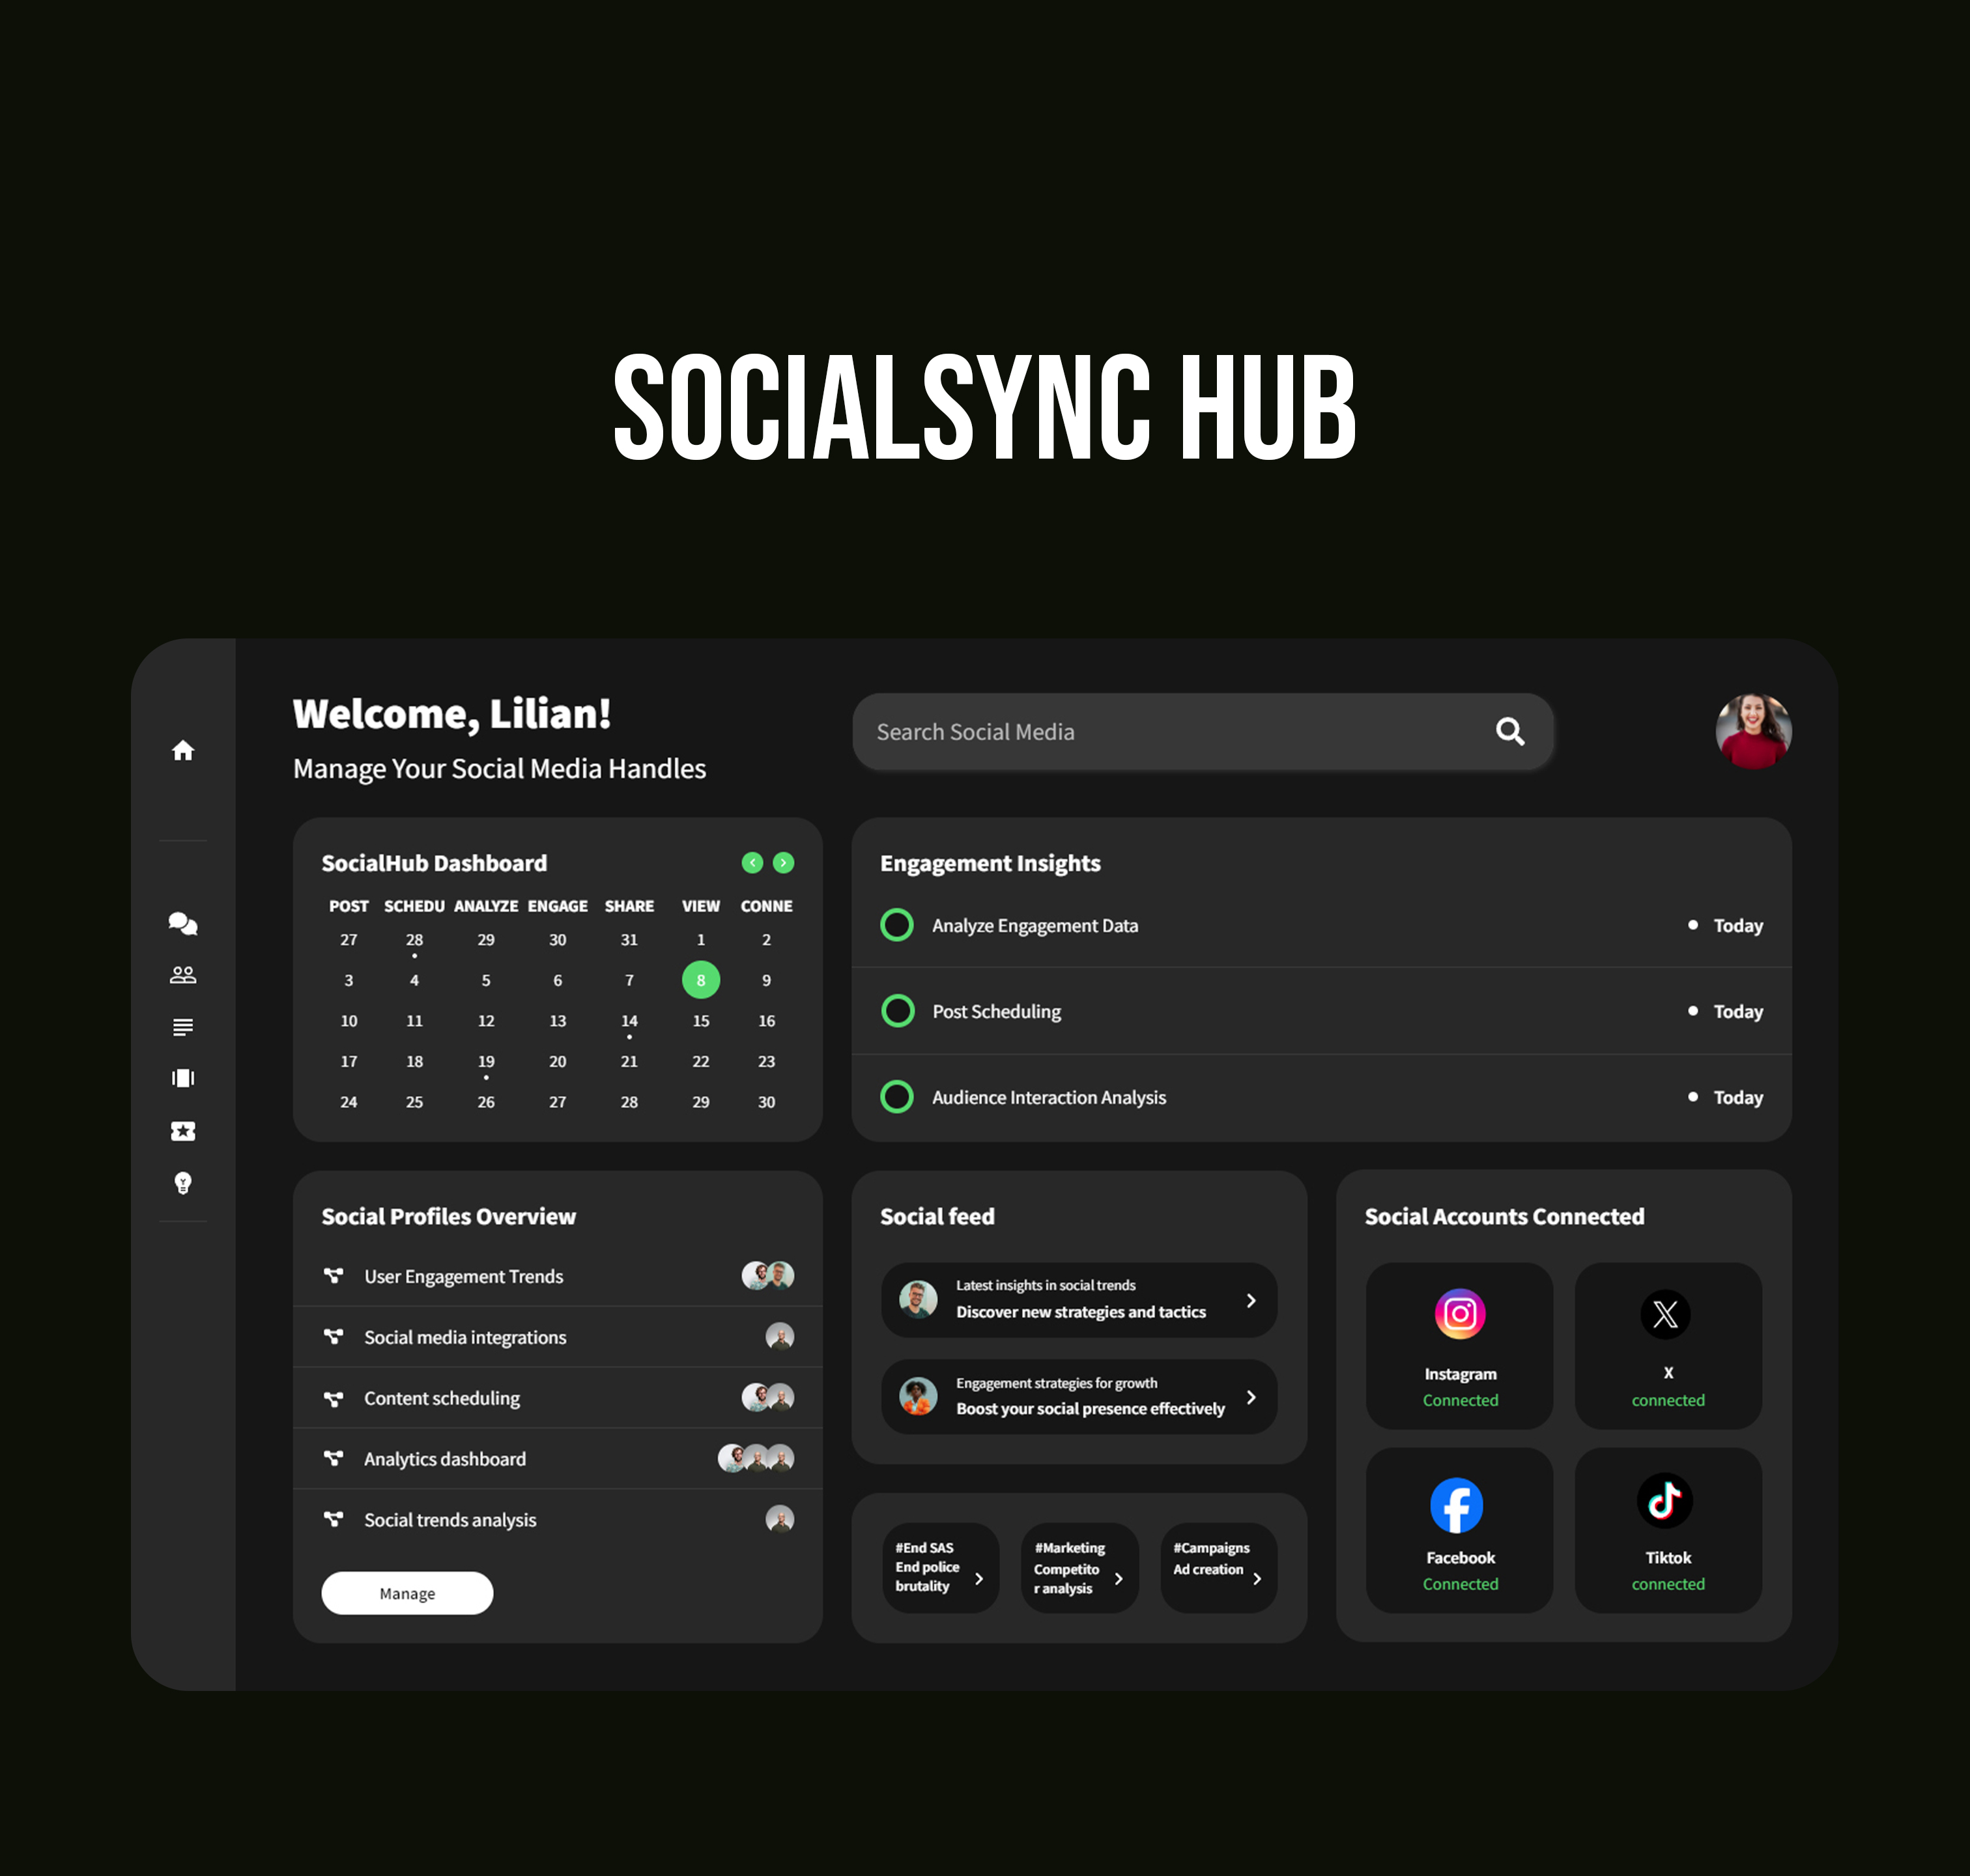 SOCIALSYNC HUB
Welcome, Lilian!
Manage Your Social Media Handles
Search Social Media
SocialHub Dashboard
POST SCHEDU ANALYZE ENGAGE SHARE VIEW CONNE
27 28 29 30 31 1 2
3 4 5 6 7 8 9
10 11 12 13 14 15 16
17 18 19 20 21 22 23
24 25 26 27 28 29 30
Engagement Insights
Analyze Engagement Data Today
Post Scheduling Today
Audience Interaction Analysis Today
Social Profiles Overview
User Engagement Trends
Social media integrations
Content scheduling
Analytics dashboard
Social trends analysis
Manage
Social feed
Latest insights in social trends
Discover new strategies and tactics
Engagement strategies for growth
Boost your social presence effectively
#End SAS
End police
brutality
#Marketing
Competito
r analysis
#Campaigns
Ad creation
Social Accounts Connected
Instagram
Connected
X
connected
Facebook
Connected
Tiktok
connected